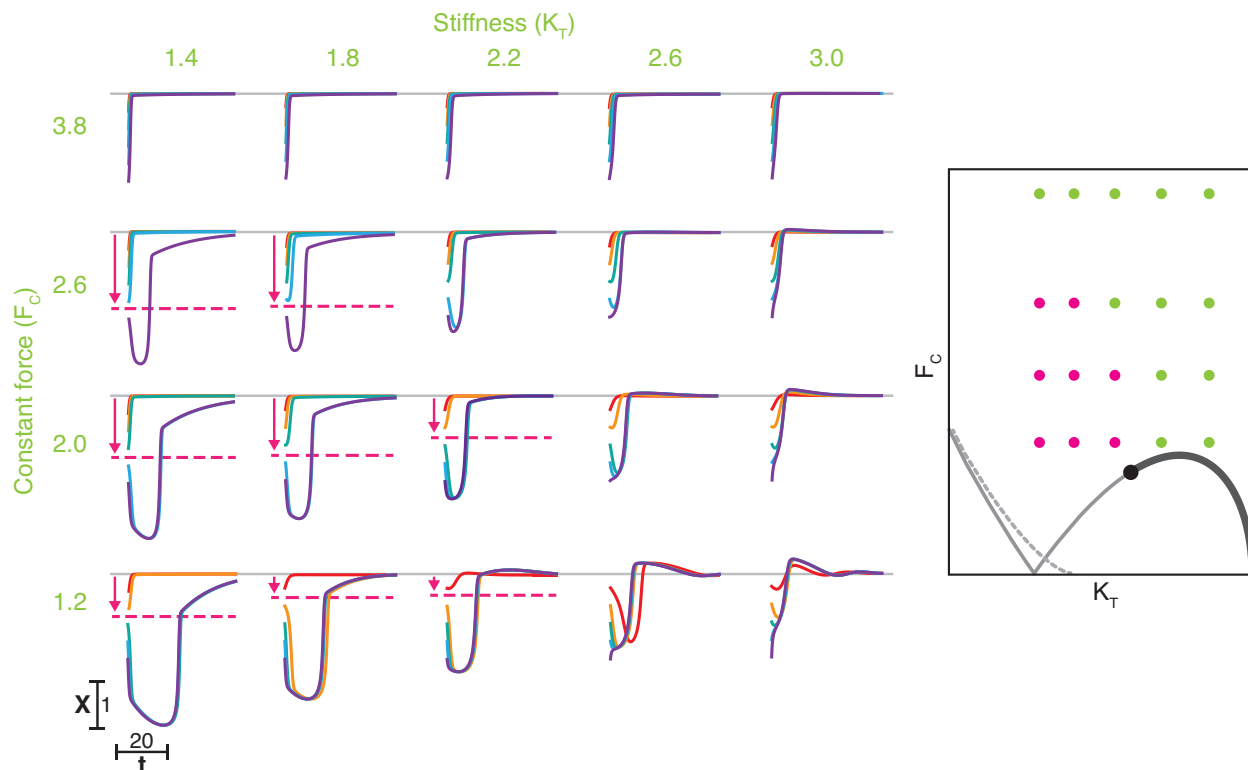 Stiffness (K_T)
1.4 1.8 2.2 2.6 3.0
Constant force (F_C)
3.8
2.6
2.0
1.2
X 1
20
t
F_C
K_T